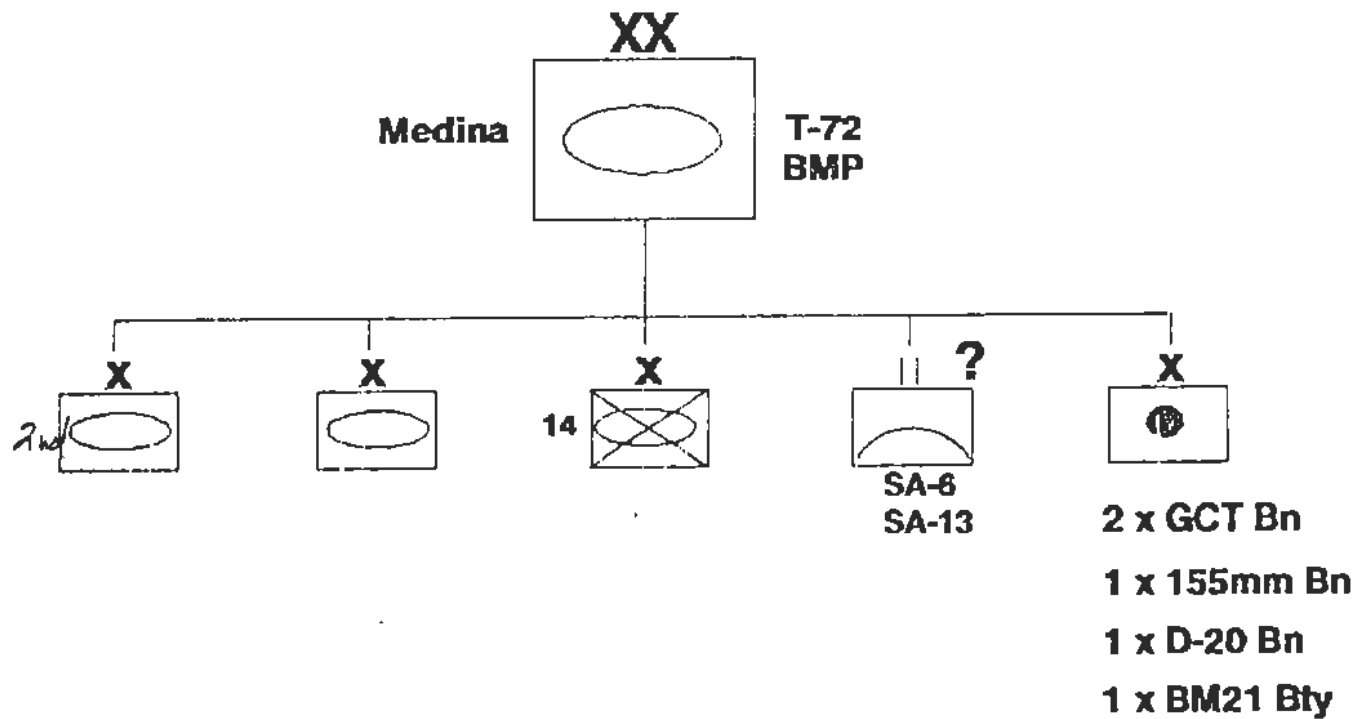 XX
Medina
T-72
BMP
X
X
X
?
X
2nd
14
SA-6
SA-13
2 x GCT Bn
1 x 155mm Bn
1 x D-20 Bn
1 x BM21 Bty